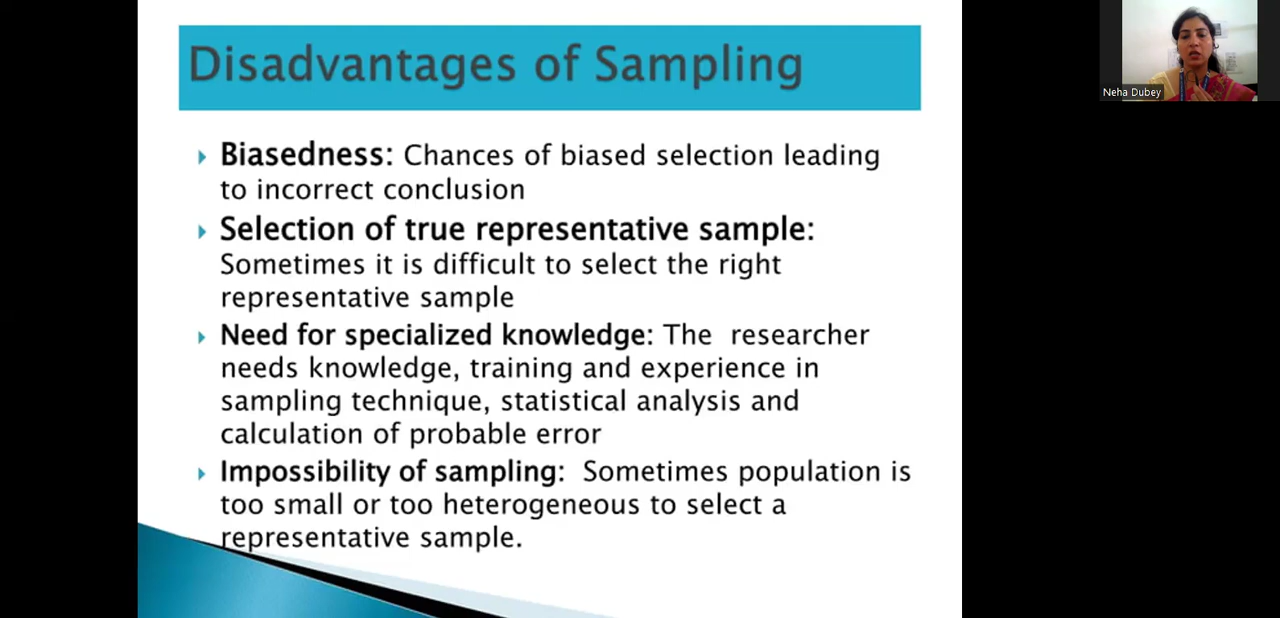 Disadvantages of Sampling
Biasedness: Chances of biased selection leading
to incorrect conclusion
Selection of true representative sample:
Sometimes it is difficult to select the right
representative sample
Need for specialized knowledge: The researcher
needs knowledge, training and experience in
sampling technique, statistical analysis and
calculation of probable error
Impossibility of sampling: Sometimes population is
too small or too heterogeneous to select a
representative sample.
Neha Dubey